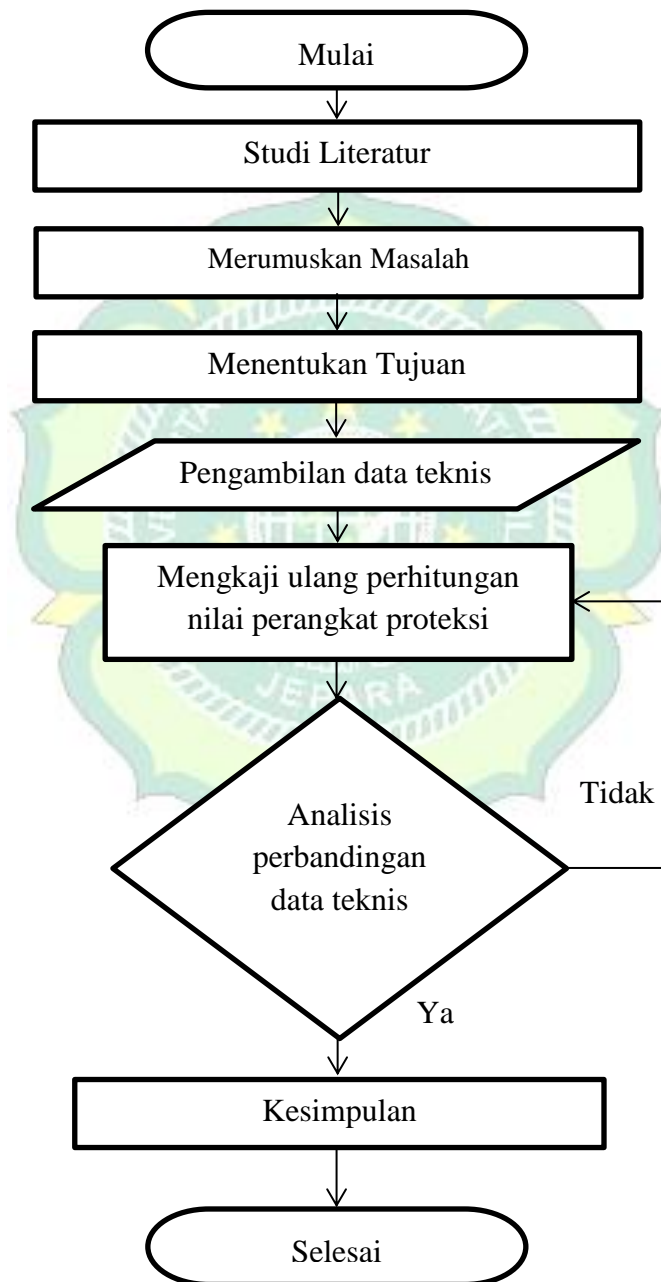 Mulai
Studi Literatur
Merumuskan Masalah
Menentukan Tujuan
Pengambilan data teknis
Mengkaji ulang perhitungan
nilai perangkat proteksi
JEPARA
Analisis
perbandingan
data teknis
Tidak
Ya
Kesimpulan
Selesai